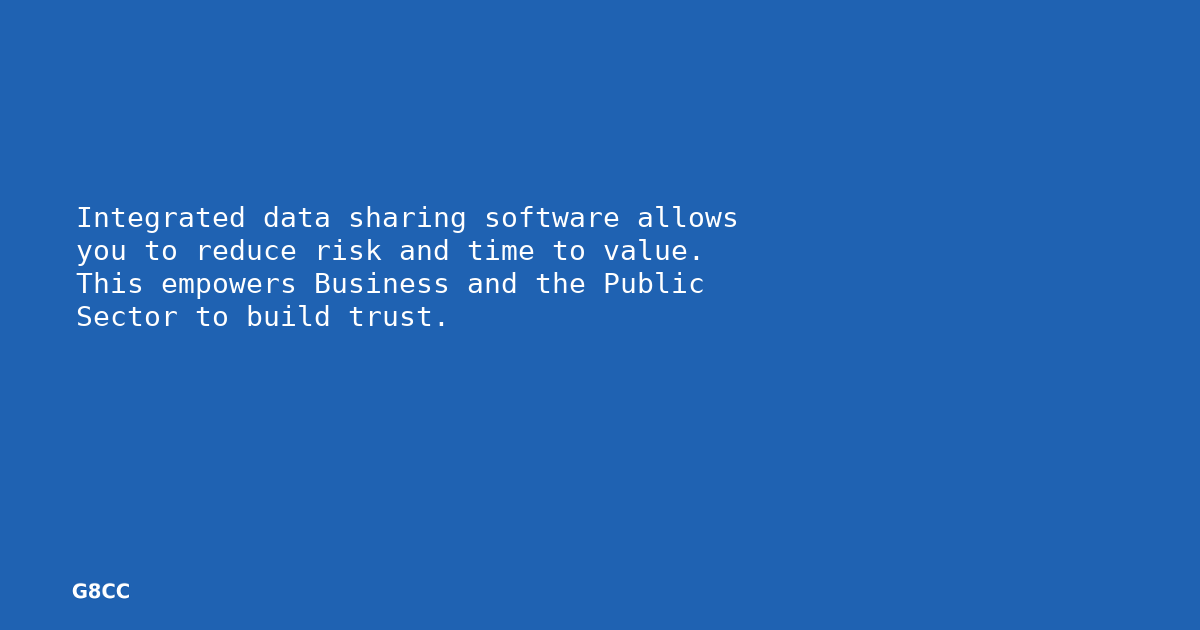 Integrated data sharing software allows
you to reduce risk and time to value.
This empowers Business and the Public
Sector to build trust.
G8CC